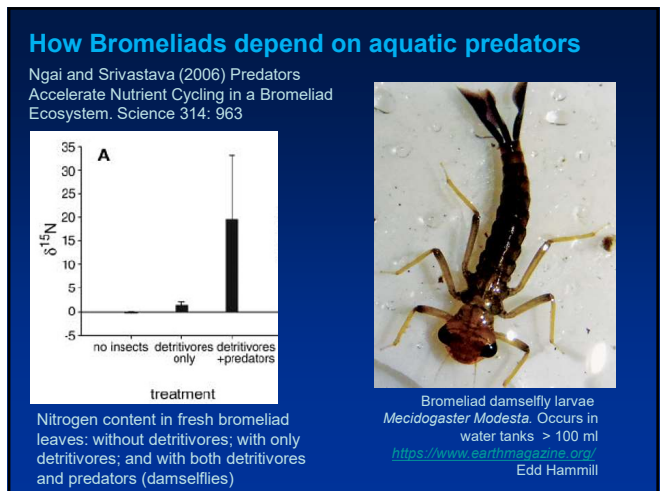 How Bromeliads depend on aquatic predators
Ngai and Srivastava (2006) Predators
Accelerate Nutrient Cycling in a Bromeliad
Ecosystem. Science 314: 963
A
35
30
25
20
15
10
5
0
-5
δ15N
no insects detritivores detritivores
only +predators
treatment
Nitrogen content in fresh bromeliad
leaves: without detritivores; with only
detritivores; and with both detritivores
and predators (damselflies)
Bromeliad damselfly larvae
Mecidogaster Modesta. Occurs in
water tanks > 100 ml
https://www.earthmagazine.org/
Edd Hammill